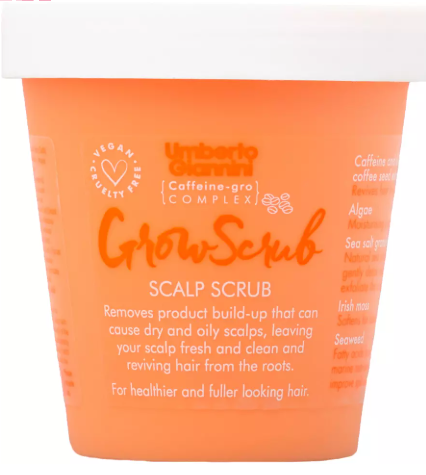 VEGAN
CRUELTY FREE
Umberto
Giannini
{Caffeine-gro}
{COMPLEX}
GrowScrub
SCALP SCRUB
Removes product build-up that can
cause dry and oily scalps, leaving
your scalp fresh and clean and
reviving hair from the roots.
For healthier and fuller looking hair.
Caffeine
coffee seed
Algae
Sea salt
Irish moss
Seaweed